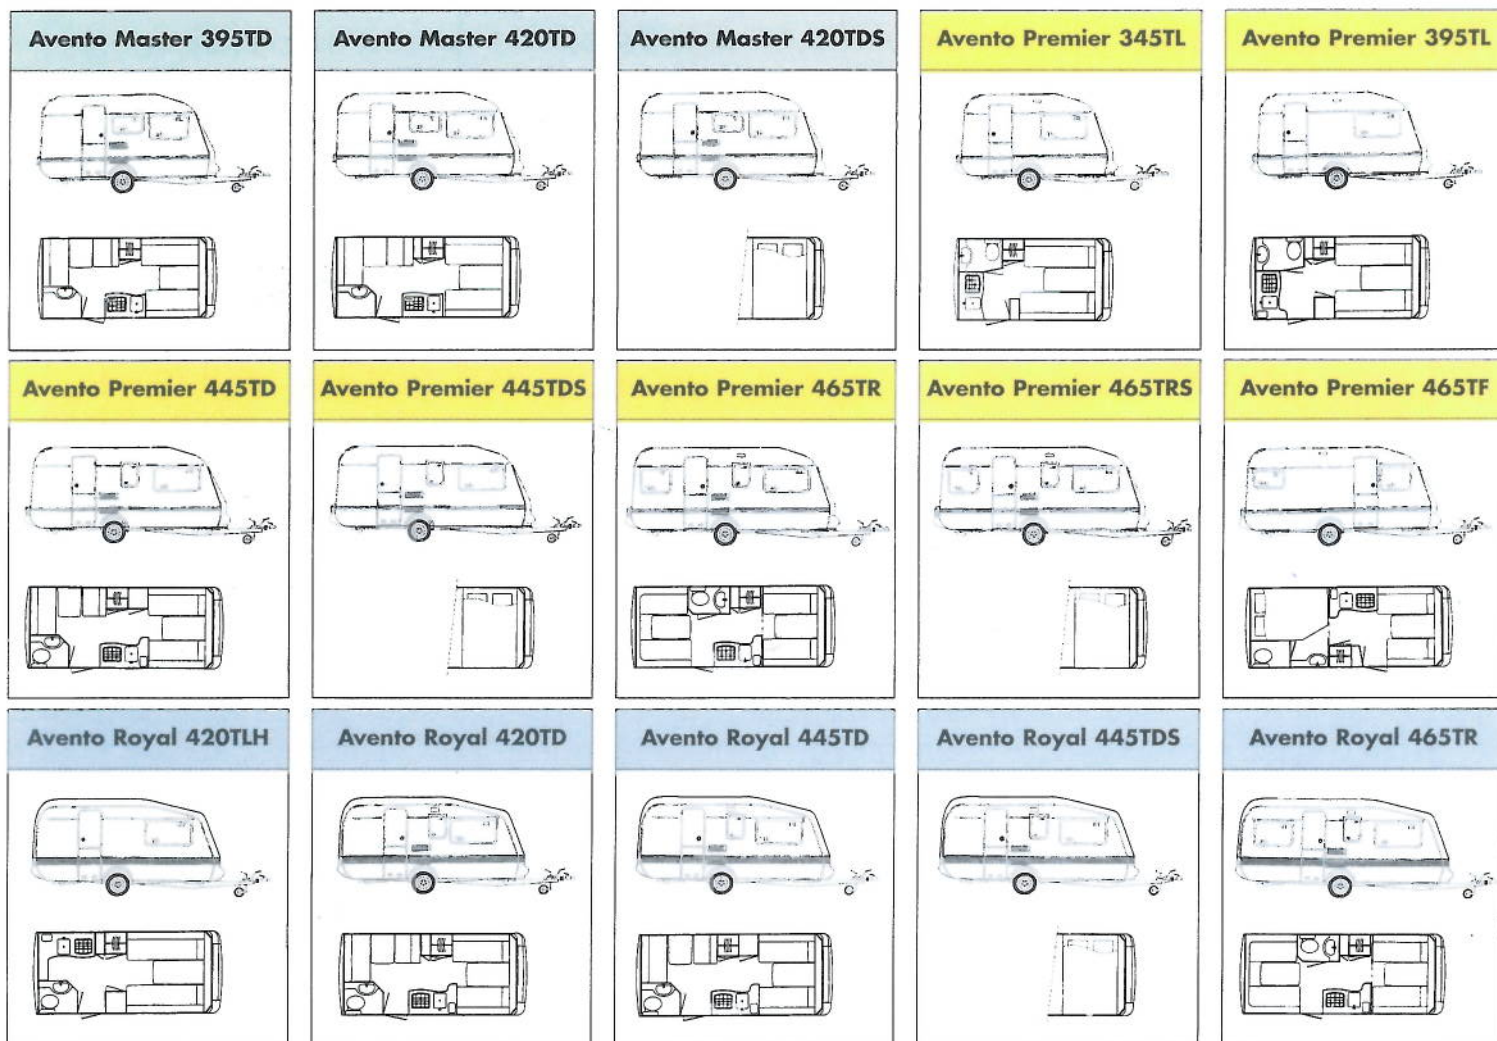 Avento Master 395TD
Avento Master 420TD
Avento Master 420TDS
Avento Premier 345TL
Avento Premier 395TL
Avento Premier 445TD
Avento Premier 445TDS
Avento Premier 465TR
Avento Premier 465TRS
Avento Premier 465TF
Avento Royal 420TLH
Avento Royal 420TD
Avento Royal 445TD
Avento Royal 445TDS
Avento Royal 465TR